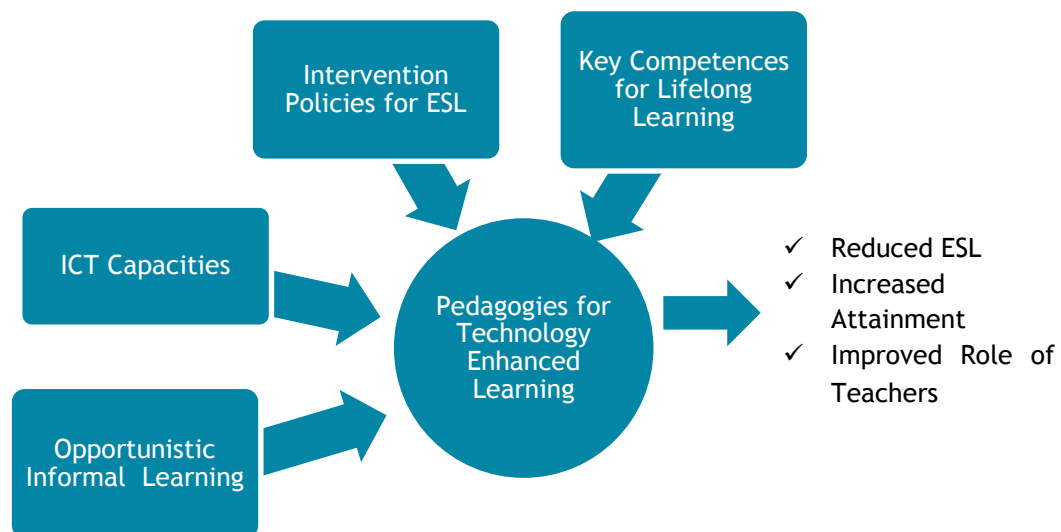 Intervention
Policies for ESL
Key Competences
for Lifelong
Learning
ICT Capacities
Opportunistic
Informal Learning
Pedagogies for
Technology
Enhanced
Learning
✓ Reduced ESL
✓ Increased
Attainment
✓ Improved Role of
Teachers